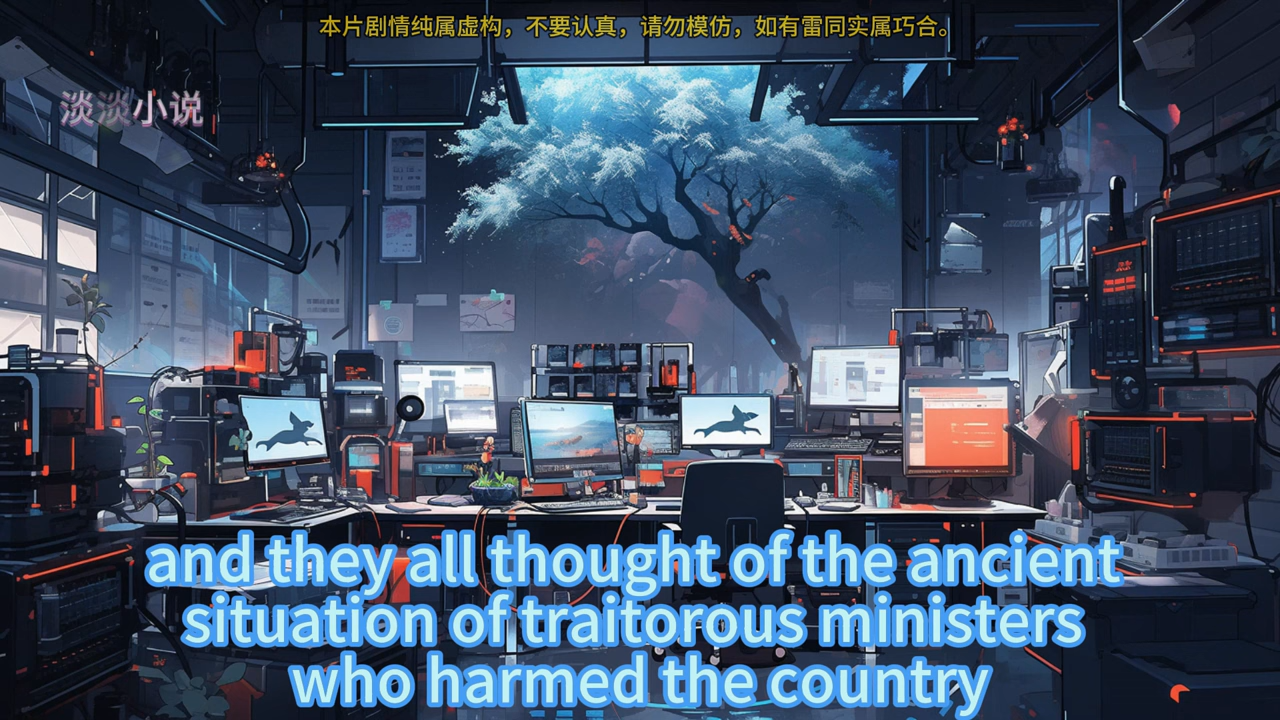 本片剧情纯属虚构，不要认真，请勿模仿，如有雷同实属巧合。
淡淡小说
and they all thought of the ancient
situation of traitorous ministers
who harmed the country